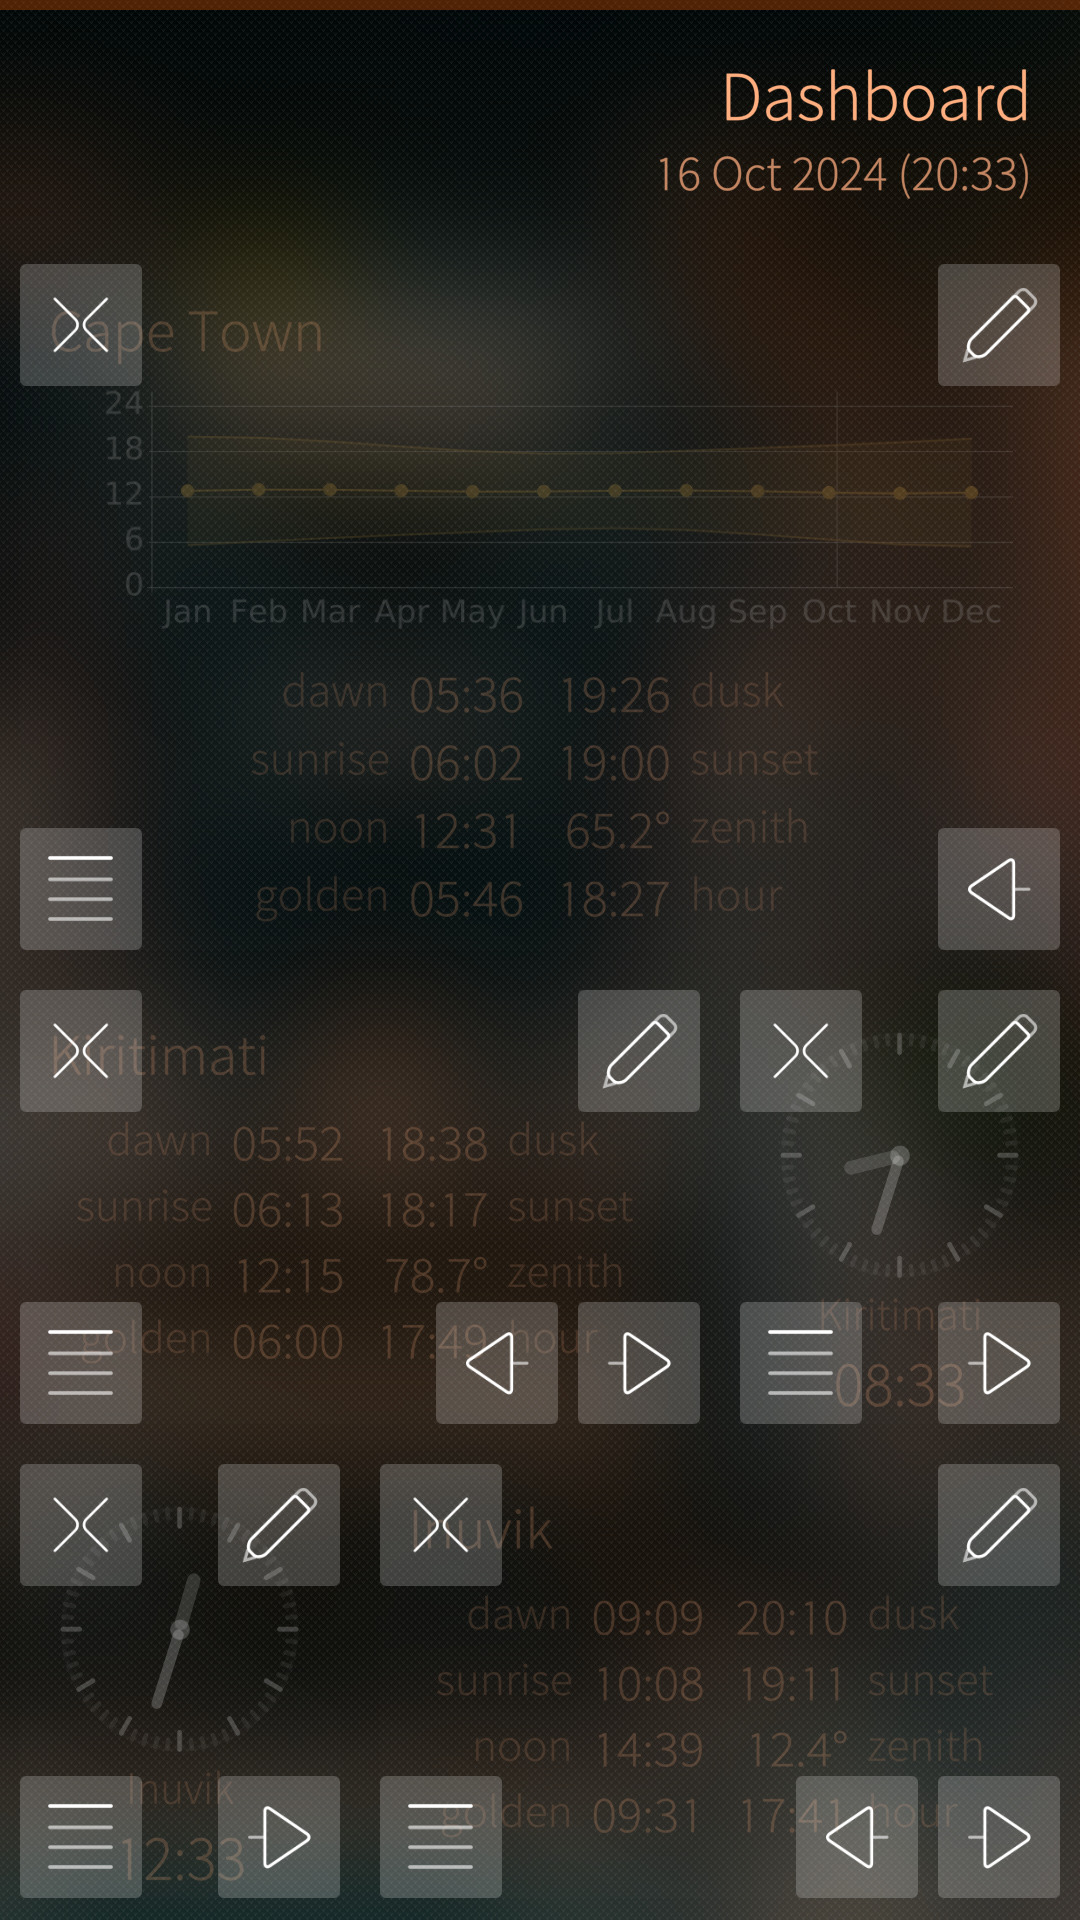 Dashboard
16 Oct 2024 (20:33)
Cape Town
24
18
12
6
0
Jan Feb Mar Apr May Jun Jul Aug Sep Oct Nov Dec
dawn 05:36 19:26 dusk
sunrise 06:02 19:00 sunset
noon 12:31 65.2° zenith
golden 05:46 18:27 hour
Kiritimati
dawn 05:52 18:38 dusk
sunrise 06:13 18:17 sunset
noon 12:15 78.7° zenith
golden 06:00 17:49 hour
Kiritimati
08:33
Inuvik
dawn 09:09 20:10 dusk
sunrise 10:08 19:11 sunset
noon 14:39 12.4° zenith
golden 09:31 17:41 hour
Inuvik
12:33